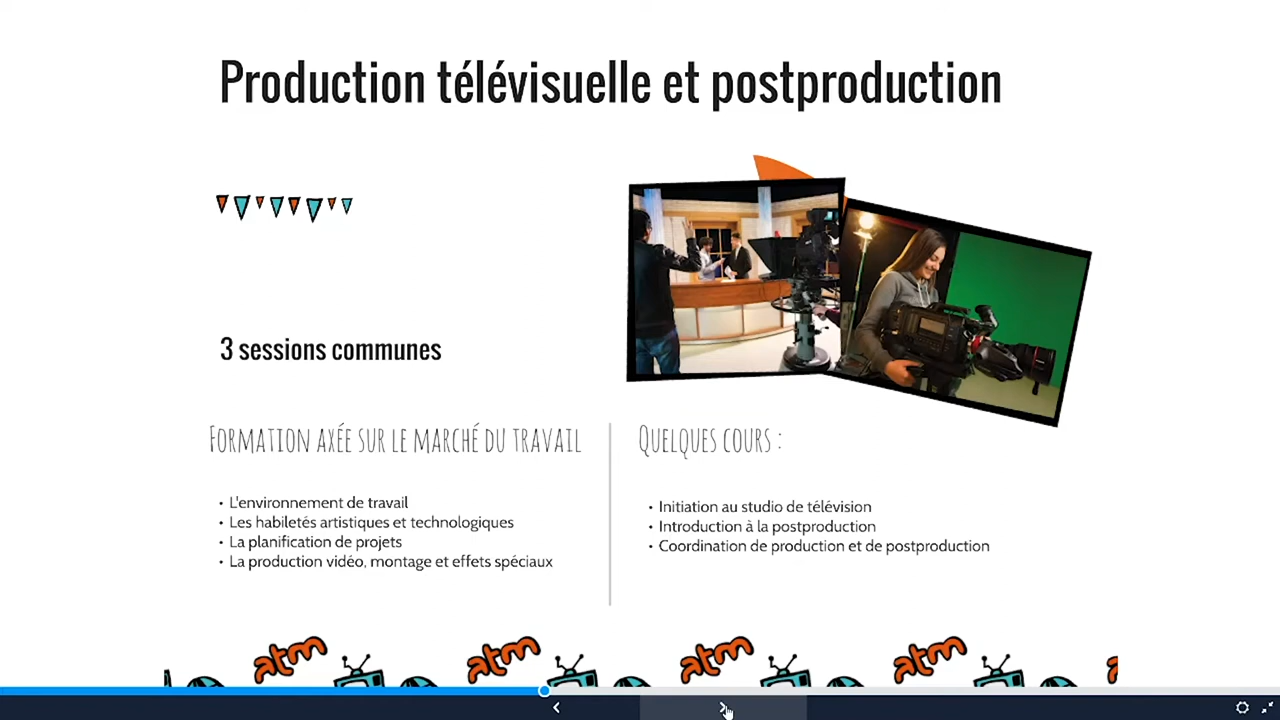 Production télévisuelle et postproduction
3 sessions communes
Formation axée sur le marché du travail
• L'environnement de travail
• Les habiletés artistiques et technologiques
• La planification de projets
• La production vidéo, montage et effets spéciaux
Quelques cours :
• Initiation au studio de télévision
• Introduction à la postproduction
• Coordination de production et de postproduction
atm atm atm atm